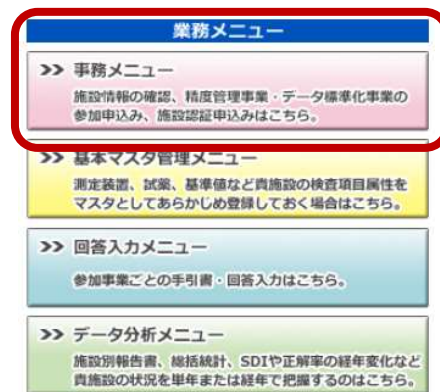 業務メニュー
>> 事務メニュー
施設情報の確認、精度管理事業・データ標準化事業の
参加申込み、施設認証申込みはこちら。
>> 基本マスタ管理メニュー
測定装置、試薬、基準値など貴施設の検査項目属性を
マスタとしてあらかじめ登録しておく場合はこちら。
>> 回答入力メニュー
参加事業ごとの手引書・回答入力はこちら。
>> データ分析メニュー
施設別報告書、総括統計、SDIや正解率の経年変化など
貴施設の状況を単年または経年で把握するのはこちら。